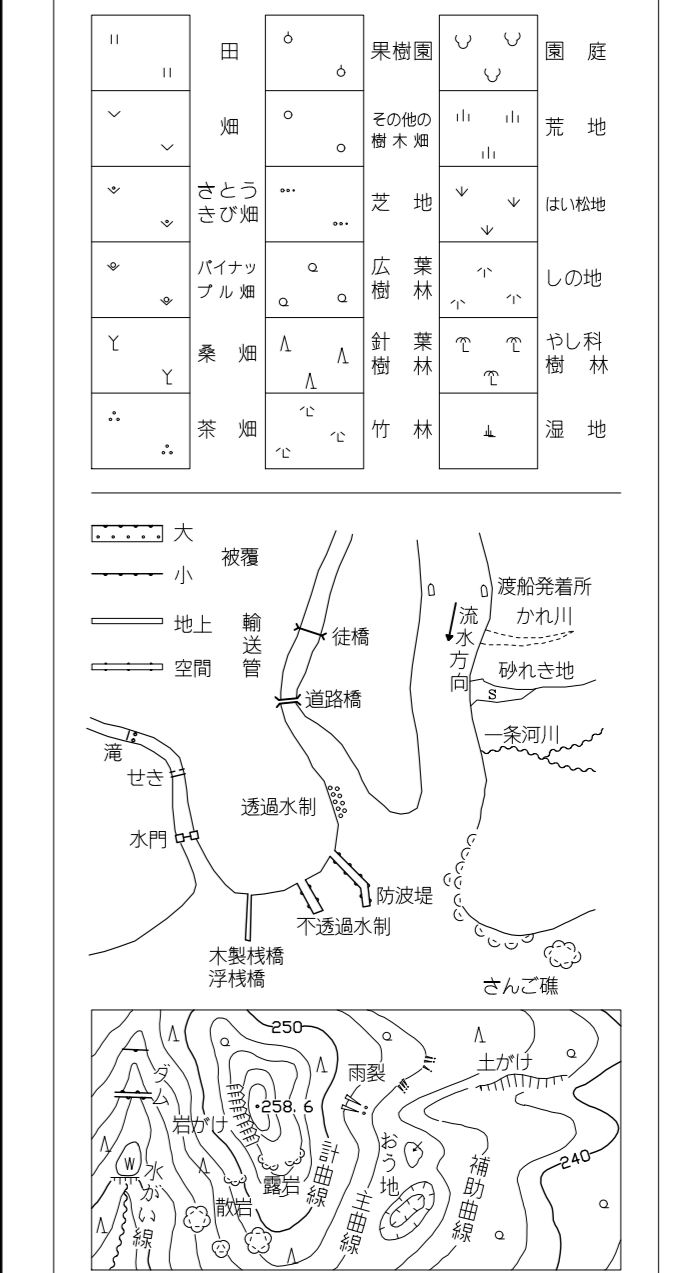 田
果樹園
園庭
畑
その他の
樹木畑
荒地
さとう
きび畑
芝地
はい松地
パイナッ
プル畑
広葉
樹林
しの地
桑畑
針葉
樹林
やし科
樹林
茶畑
竹林
湿地
大
小
被覆
地上
空間
輸送管
徒橋
道路橋
渡船発着所
流水方向
かれ川
砂れき地
s
一条河川
滝
せき
水門
透過水制
防波堤
不透過水制
木製桟橋
浮桟橋
さんご礁
250
ダム
雨裂
土がけ
258.6
岩がけ
W
水がい線
露岩
散岩
計曲線
主曲線
おう地
補助曲線
240